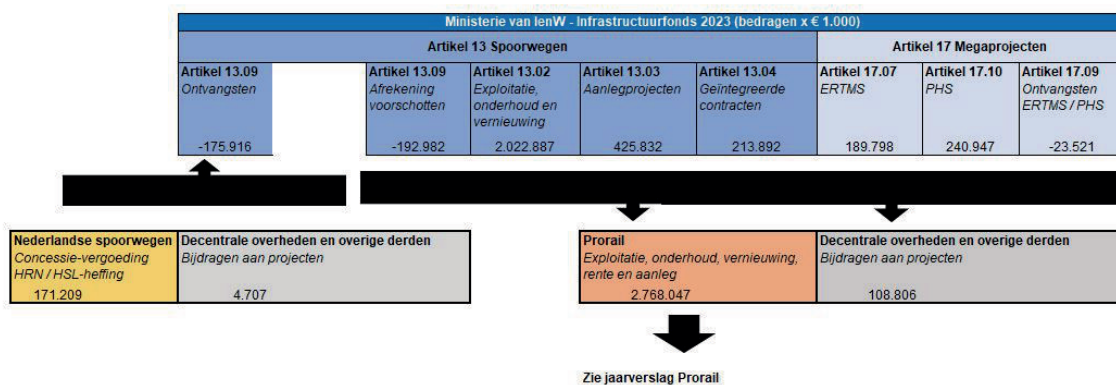 Ministerie van IenW - Infrastructuurfonds 2023 (bedragen x € 1.000)
Artikel 13 Spoorwegen
Artikel 17 Megaprojecten
Artikel 13.09
Ontvangsten
-175.916
Artikel 13.09
Afrekening
voorschotten
-192.982
Artikel 13.02
Exploitatie,
onderhoud en
vernieuwing
2.022.887
Artikel 13.03
Aanlegprojecten
425.832
Artikel 13.04
Geïntegreerde
contracten
213.892
Artikel 17.07
ERTMS
189.798
Artikel 17.10
PHS
240.947
Artikel 17.09
Ontvangsten
ERTMS / PHS
-23.521
Nederlandse spoorwegen
Concessie-vergoeding
HRN / HSL-heffing
171.209
Decentrale overheden en overige derden
Bijdragen aan projecten
4.707
Prorail
Exploitatie, onderhoud, vernieuwing,
rente en aanleg
2.768.047
Decentrale overheden en overige derden
Bijdragen aan projecten
108.806
Zie jaarverslag Prorail